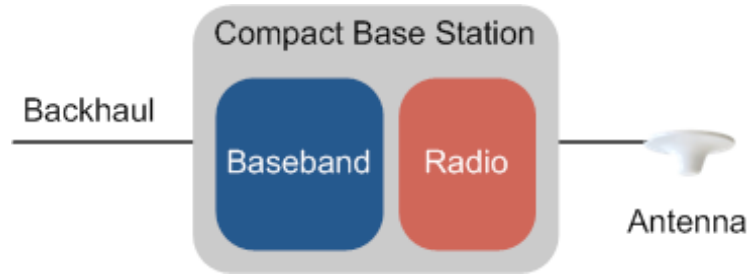 Compact Base Station
Backhaul
Baseband
Radio
Antenna